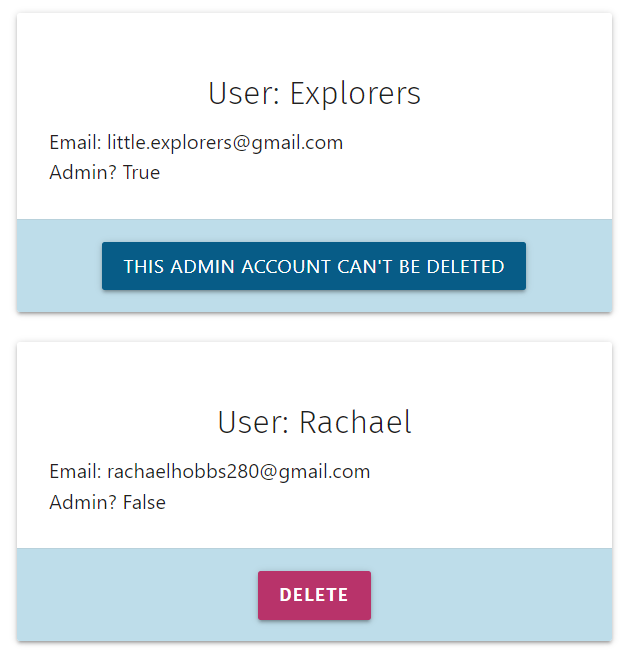 User: Explorers
Email: little.explorers@gmail.com
Admin? True
THIS ADMIN ACCOUNT CAN'T BE DELETED
User: Rachael
Email: rachaelhobbs280@gmail.com
Admin? False
DELETE